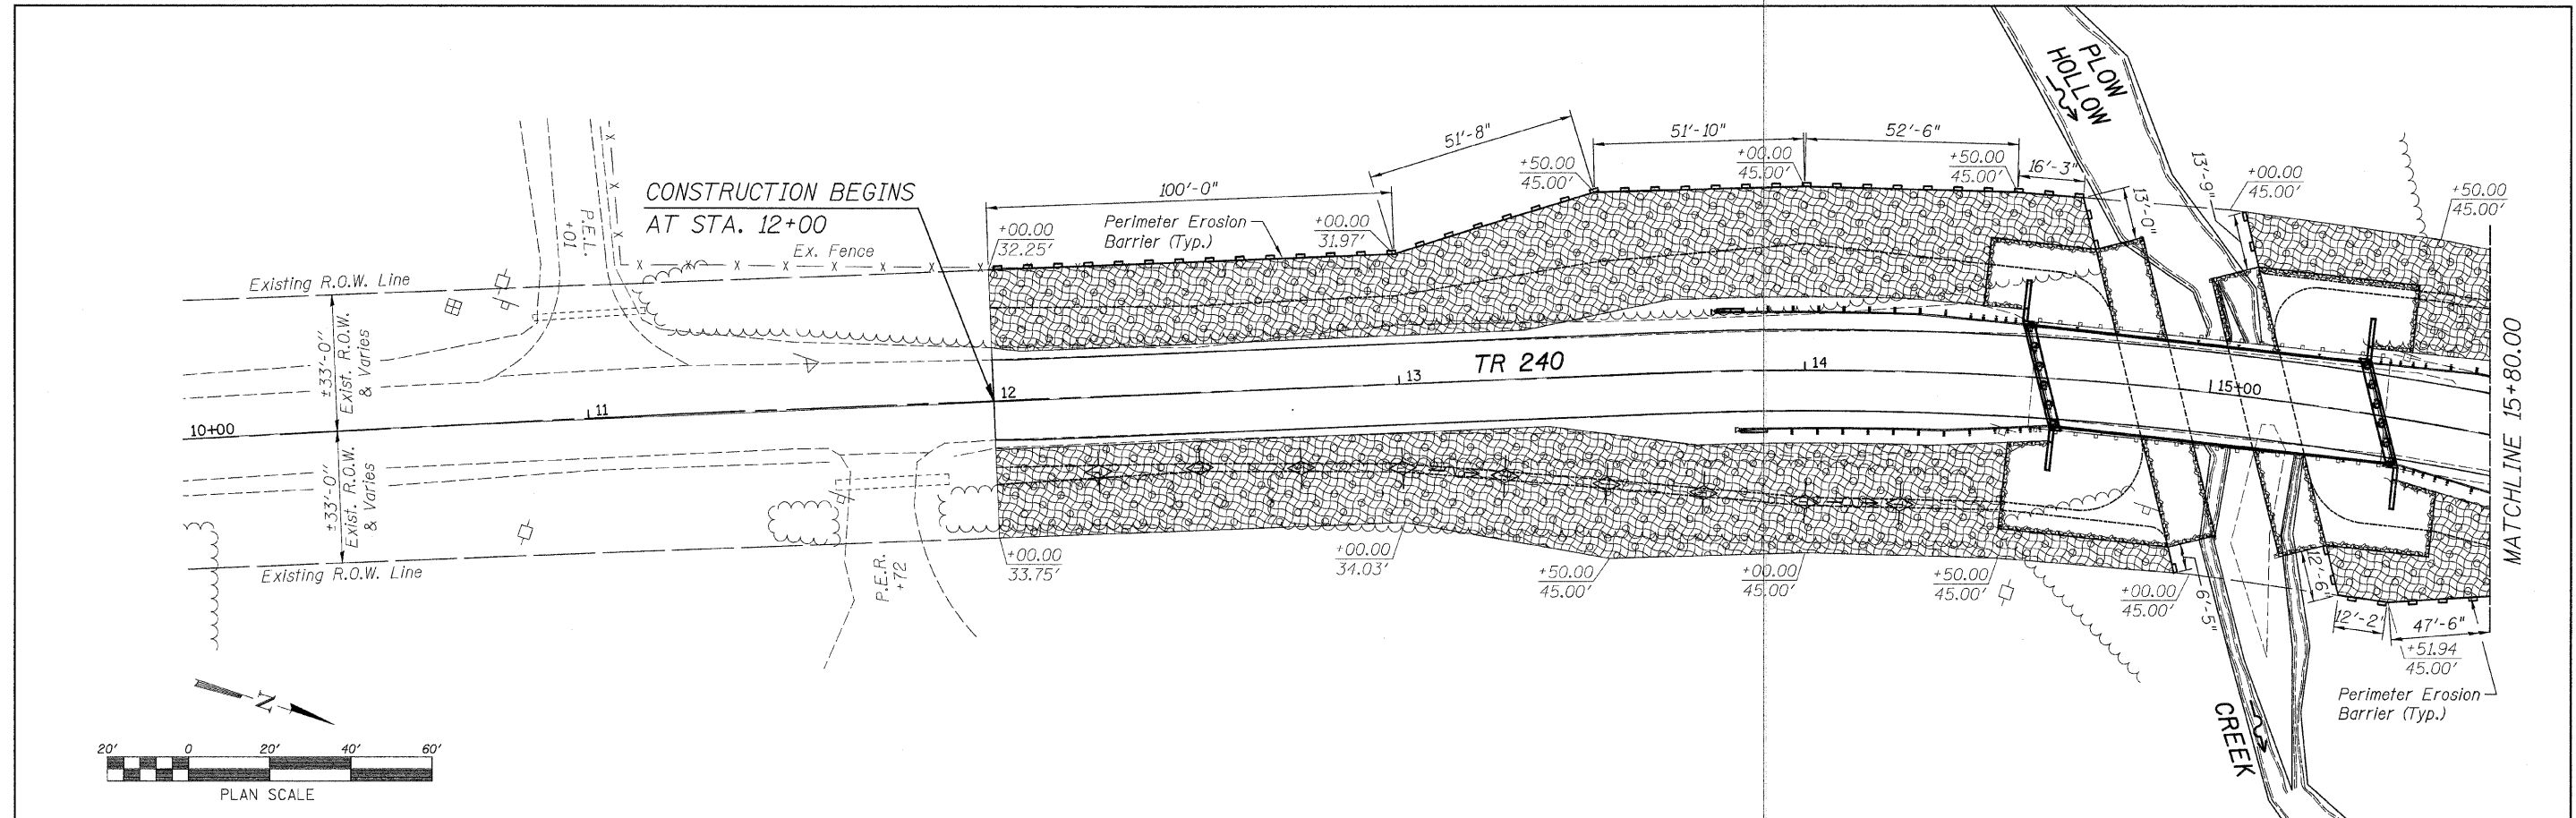 PLOW
HOLLOW
51'-8"
51'-10"
52'-6"
+50.00
45.00'
+00.00
45.00'
+50.00
45.00'
16'-3"
13'-0"
13'-9"
+00.00
45.00'
+50.00
45.00'
CONSTRUCTION BEGINS
AT STA. 12+00
100'-0"
+00.00
32.25'
Perimeter Erosion
Barrier (Typ.)
+00.00
31.97'
P.E.L.
+01
Ex. Fence
X X X X X X X X X X X
Existing R.O.W. Line
±33'-0"
Exist. R.O.W.
& Varies
±33'-0"
Exist. R.O.W.
& Varies
10+00
11
12
13
TR 240
14
15+00
MATCHLINE 15+80.00
Existing R.O.W. Line
P.E.R.
+72
+00.00
33.75'
+00.00
34.03'
+50.00
45.00'
+00.00
45.00'
+50.00
45.00'
+00.00
45.00'
6'-5"
12'-6"
12'-2"
47'-6"
+51.94
45.00'
Perimeter Erosion
Barrier (Typ.)
CREEK
N
20' 0 20' 40' 60'
PLAN SCALE